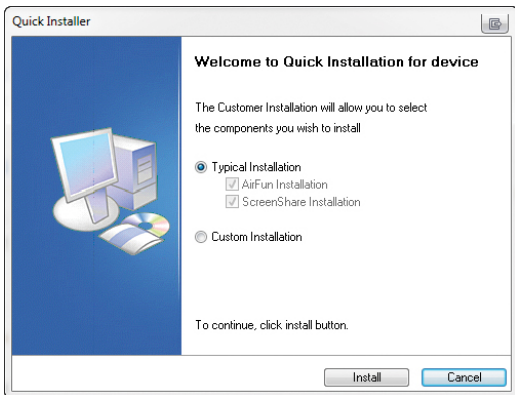 Quick Installer
Welcome to Quick Installation for device
The Customer Installation will allow you to select
the components you wish to install
Typical Installation
AirFun Installation
ScreenShare Installation
Custom Installation
To continue, click install button.
Install
Cancel